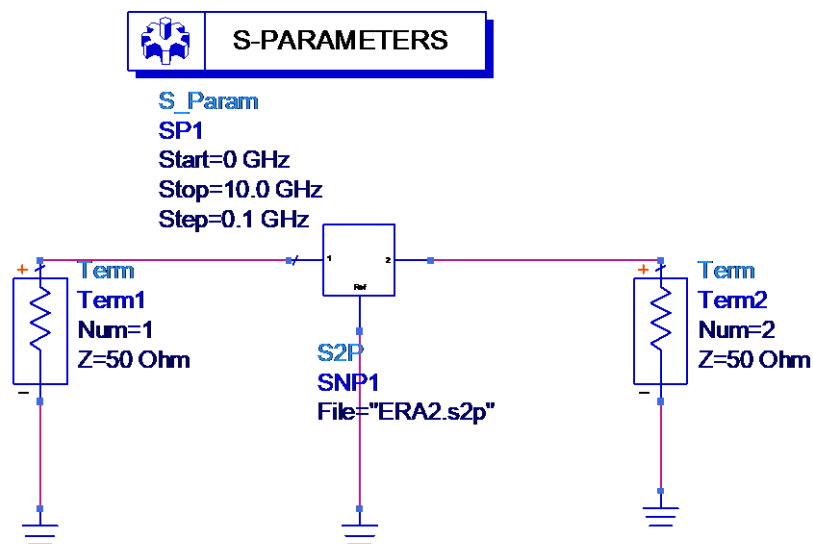 S-PARAMETERS
S_Param
SP1
Start=0 GHz
Stop=10.0 GHz
Step=0.1 GHz
1
2
Ref
+
Term
Term1
Num=1
Z=50 Ohm
−
S2P
SNP1
File="ERA2.s2p"
+
Term
Term2
Num=2
Z=50 Ohm
−